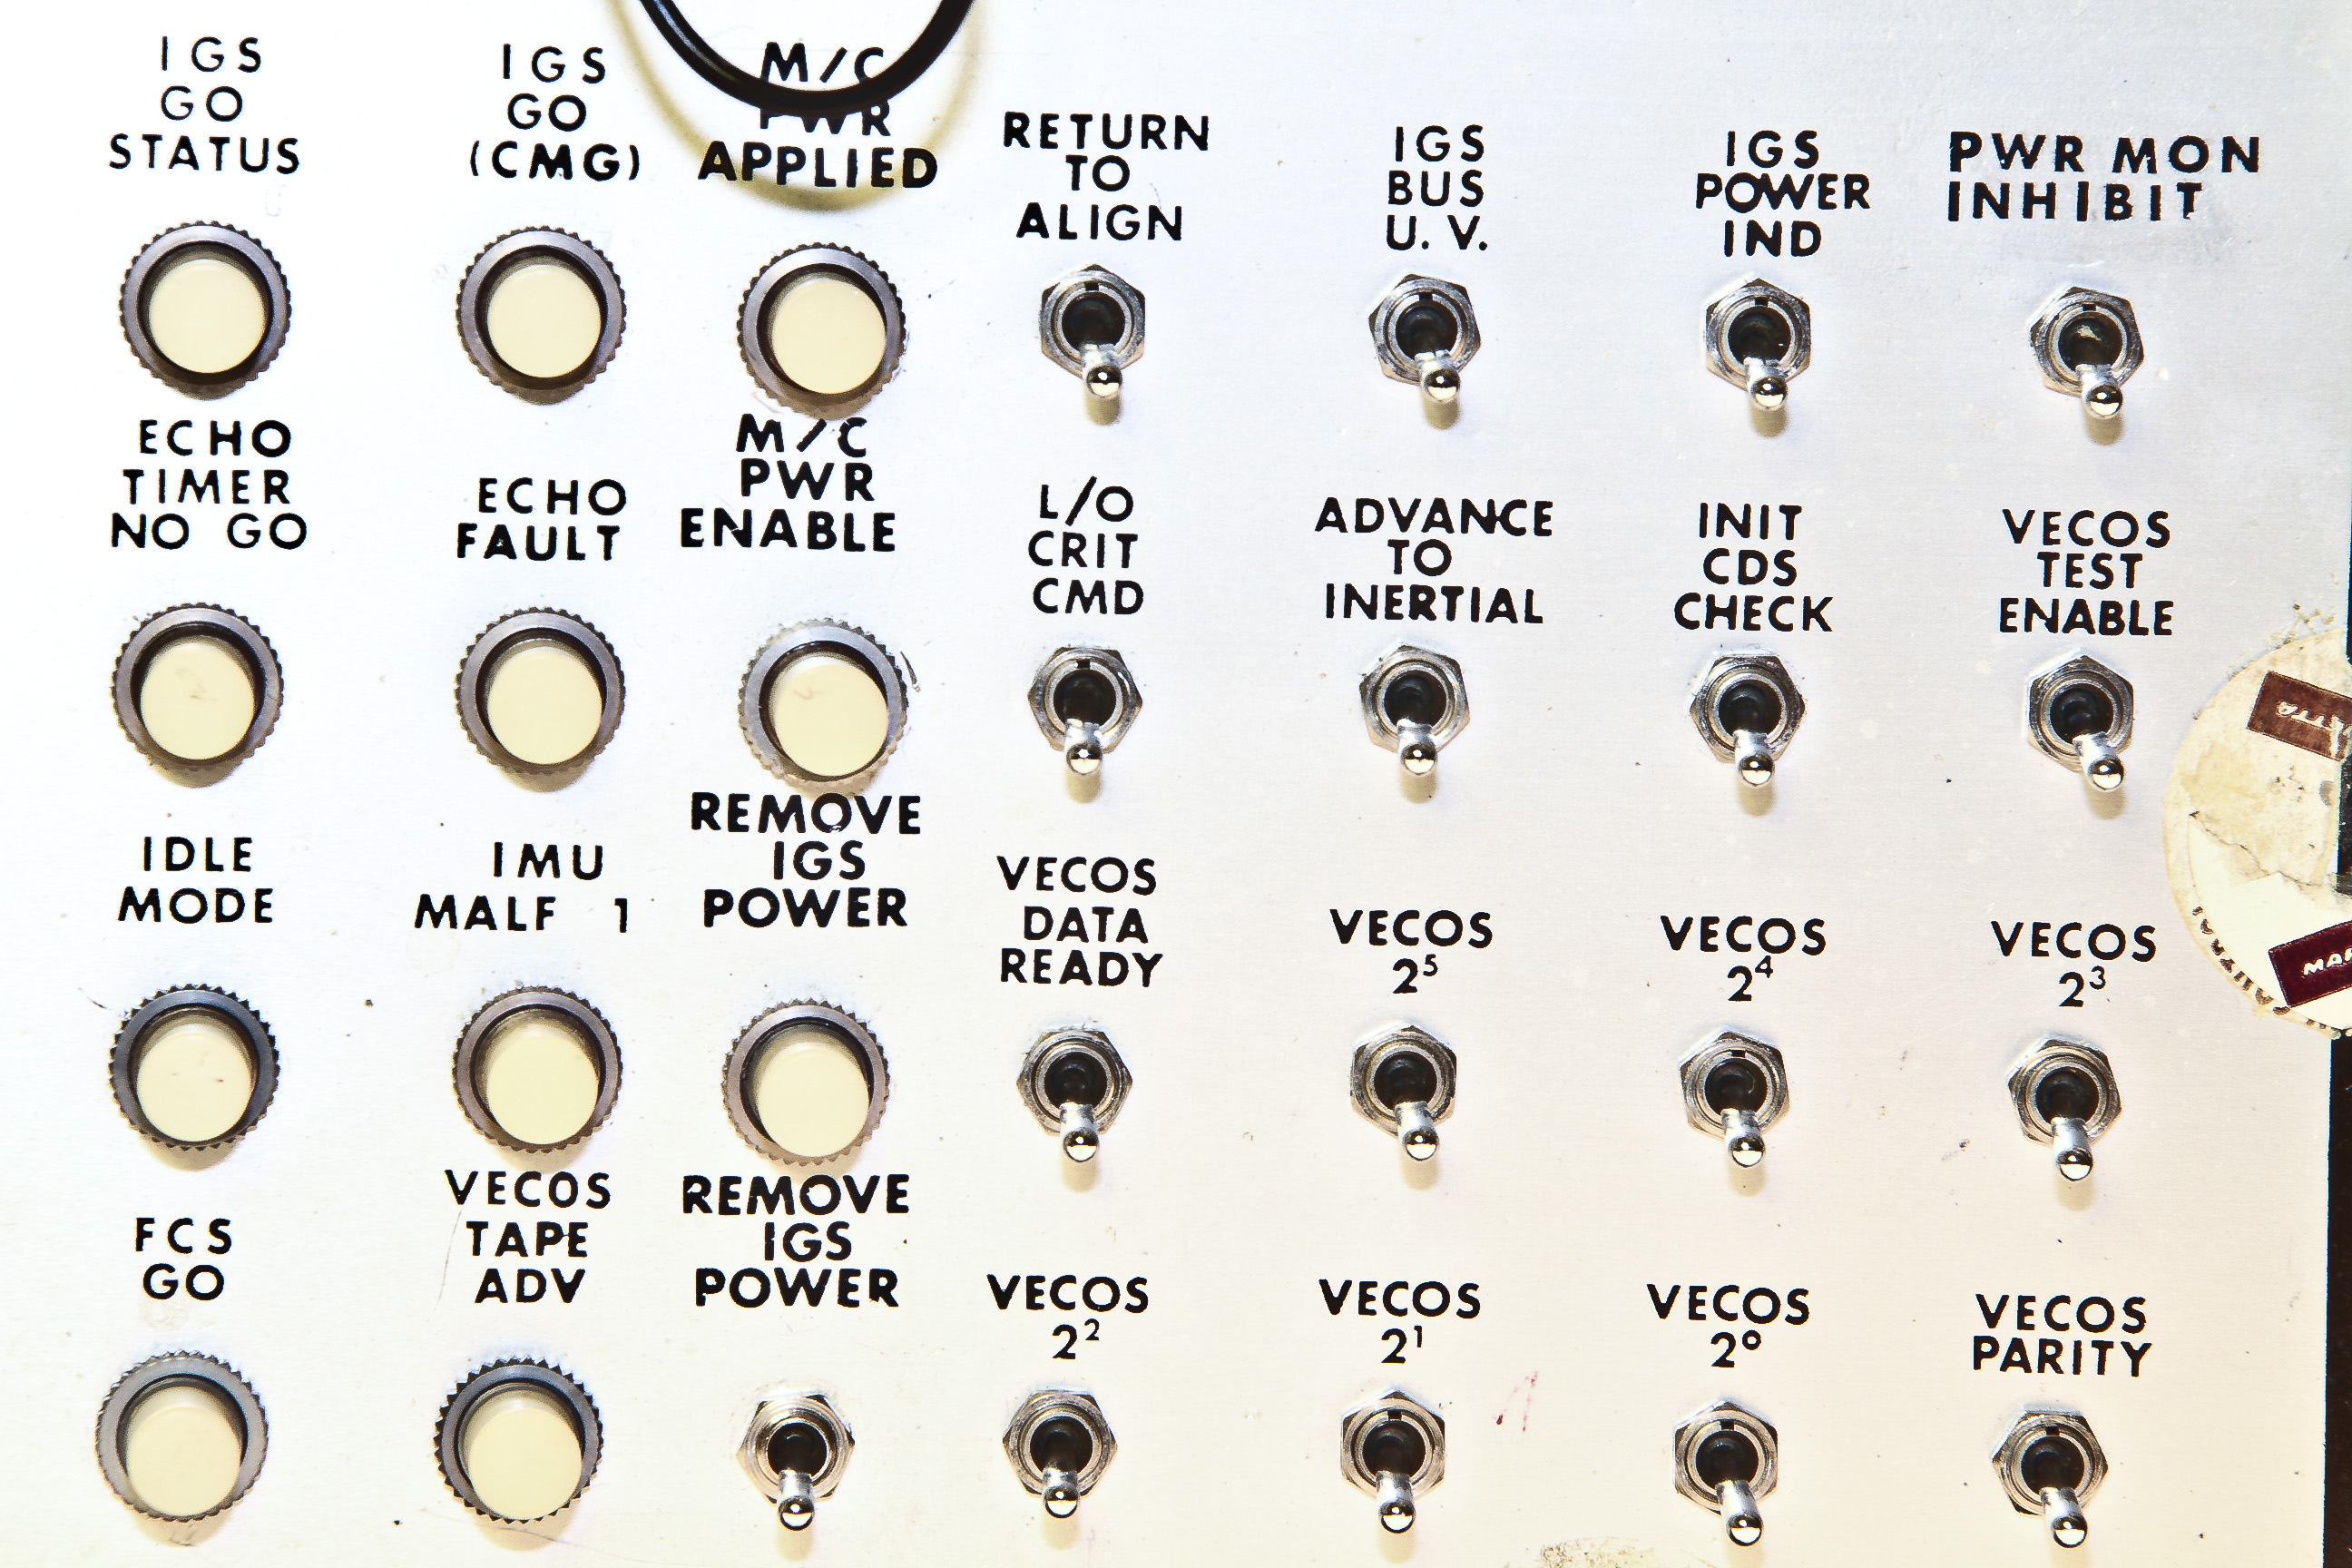 IGS
GO
STATUS
IGS
GO
(CMG)
M/C
PWR
APPLIED
RETURN
TO
ALIGN
IGS
BUS
U. V.
IGS
POWER
IND
PWR MON
INHIBIT
ECHO
TIMER
NO GO
ECHO
FAULT
M/C
PWR
ENABLE
L/O
CRIT
CMD
ADVANCE
TO
INERTIAL
INIT
CDS
CHECK
VECOS
TEST
ENABLE
IDLE
MODE
IMU
MALF 1
REMOVE
IGS
POWER
VECOS
DATA
READY
VECOS
2⁵
VECOS
2⁴
VECOS
2³
FCS
GO
VECOS
TAPE
ADV
REMOVE
IGS
POWER
VECOS
2²
VECOS
2¹
VECOS
2⁰
VECOS
PARITY